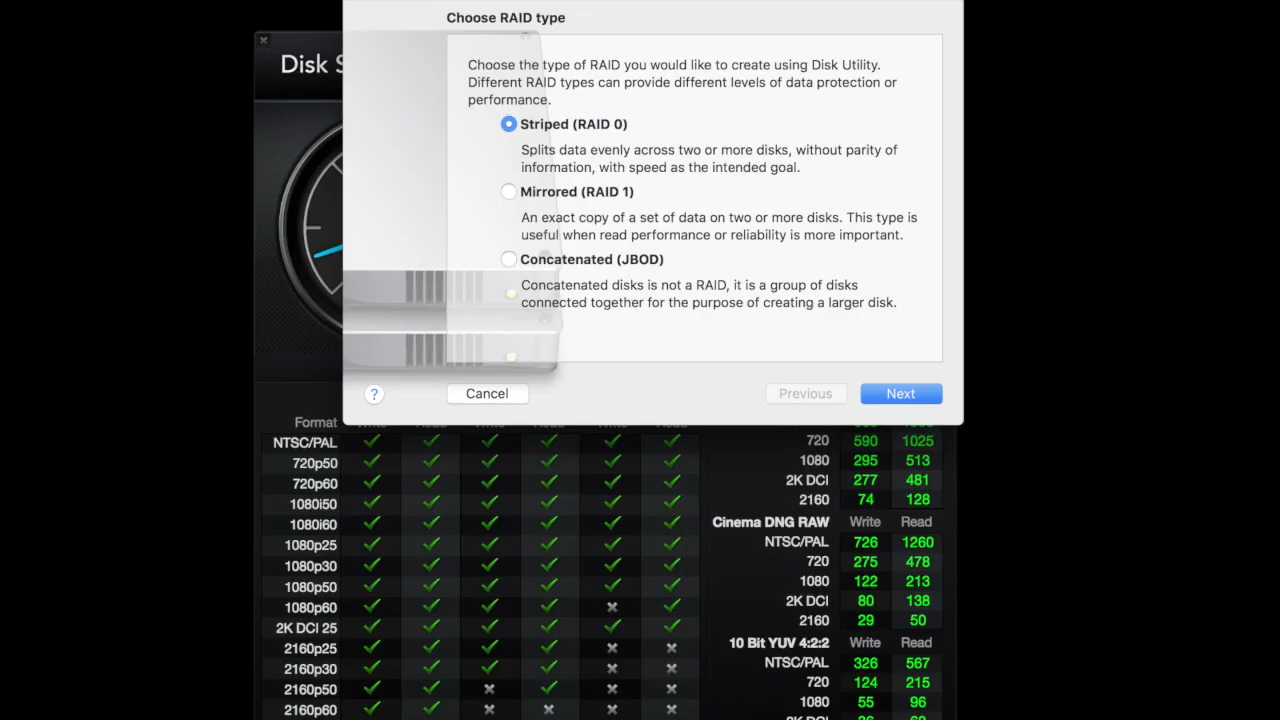 Choose RAID type
Disk S
Choose the type of RAID you would like to create using Disk Utility.
Different RAID types can provide different levels of data protection or
performance.
Striped (RAID 0)
Splits data evenly across two or more disks, without parity of
information, with speed as the intended goal.
Mirrored (RAID 1)
An exact copy of a set of data on two or more disks. This type is
useful when read performance or reliability is more important.
Concatenated (JBOD)
Concatenated disks is not a RAID, it is a group of disks
connected together for the purpose of creating a larger disk.
?
Cancel
Previous
Next
Format
NTSC/PAL
720p50
720p60
1080i50
1080i60
1080p25
1080p30
1080p50
1080p60
2K DCI 25
2160p25
2160p30
2160p50
2160p60
720 590 1025
1080 295 513
2K DCI 277 481
2160 74 128
Cinema DNG RAW Write Read
NTSC/PAL 726 1260
720 275 478
1080 122 213
2K DCI 80 138
2160 29 50
10 Bit YUV 4:2:2 Write Read
NTSC/PAL 326 567
720 124 215
1080 55 96
2K DCI